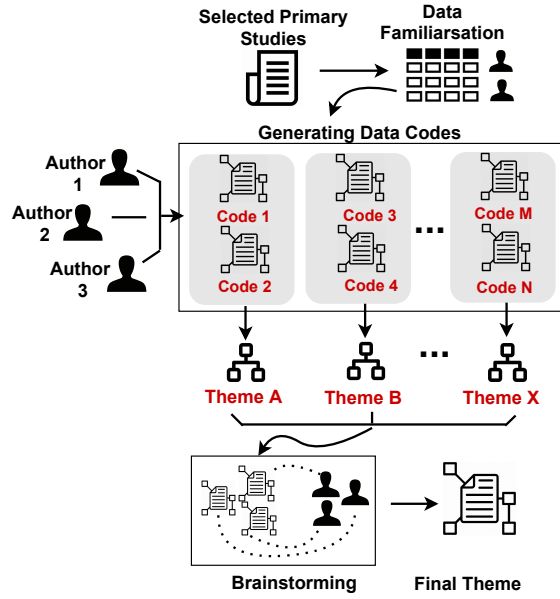 Selected Primary
Studies
Data
Familiarsation
Generating Data Codes
Author
1
Author
2
Author
3
Code 1
Code 3
Code M
Code 2
Code 4
Code N
Theme A
Theme B
Theme X
Brainstorming
Final Theme